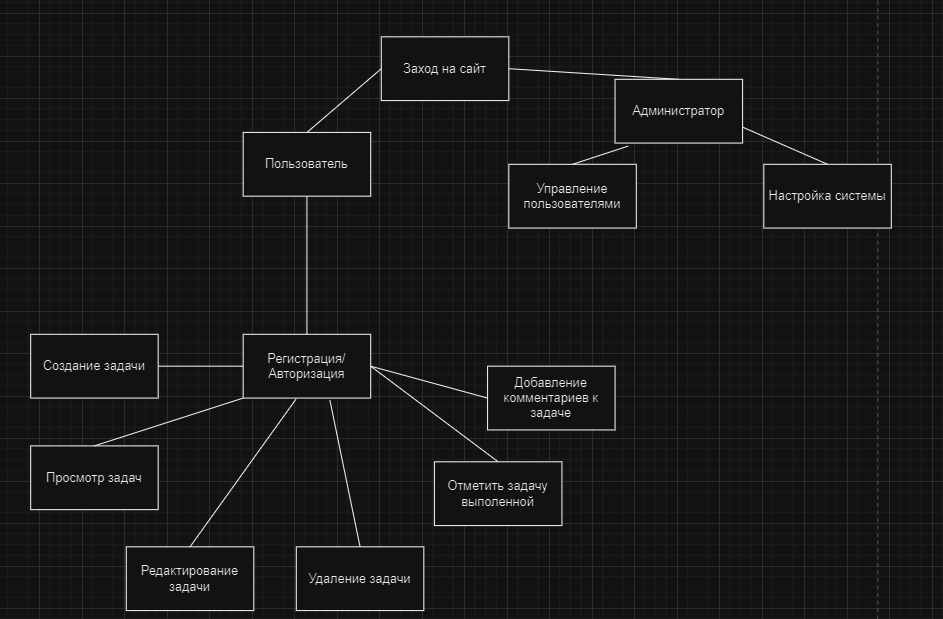 Заход на сайт
Администратор
Пользователь
Управление
пользователями
Настройка системы
Создание задачи
Регистрация/
Авторизация
Добавление
комментариев к
задаче
Просмотр задач
Отметить задачу
выполенной
Редактирование
задачи
Удаление задачи